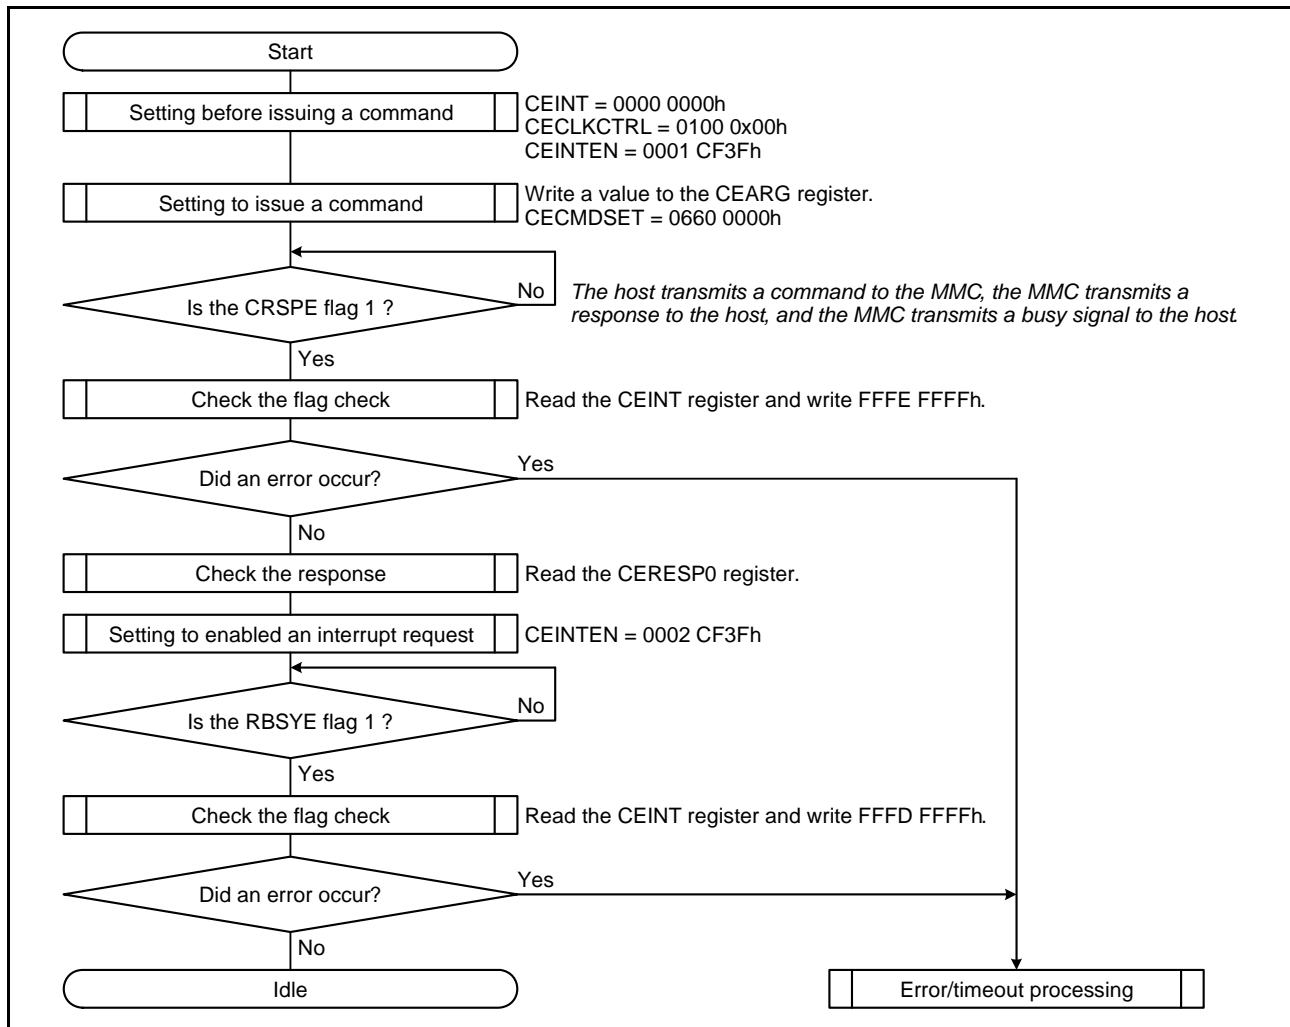 Start
Setting before issuing a command
CEINT = 0000 0000h
CECLKCTRL = 0100 0x00h
CEINTEN = 0001 CF3Fh
Setting to issue a command
Write a value to the CEARG register.
CECMDSET = 0660 0000h
Is the CRSPE flag 1 ?
No
The host transmits a command to the MMC, the MMC transmits a
response to the host, and the MMC transmits a busy signal to the host.
Yes
Check the flag check
Read the CEINT register and write FFFE FFFFh.
Did an error occur?
Yes
No
Check the response
Read the CERESP0 register.
Setting to enabled an interrupt request
CEINTEN = 0002 CF3Fh
Is the RBSYE flag 1 ?
No
Yes
Check the flag check
Read the CEINT register and write FFFD FFFFh.
Did an error occur?
Yes
No
Idle
Error/timeout processing